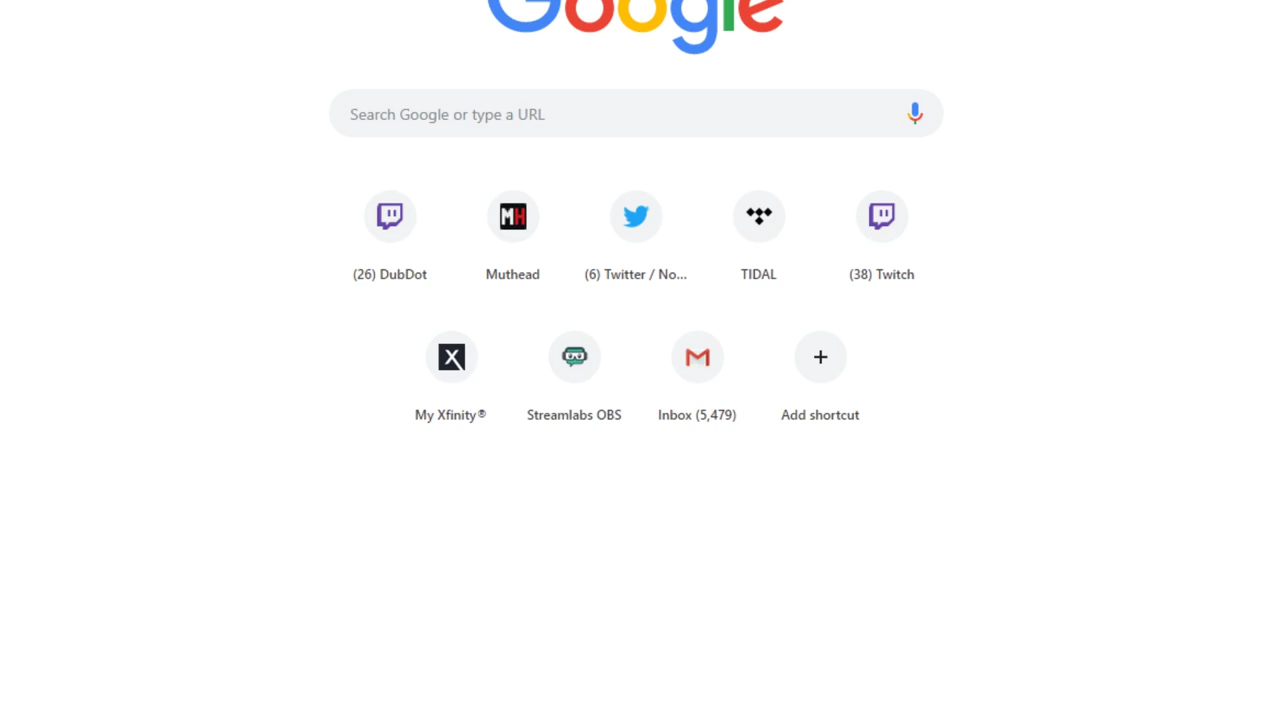 Google
Search Google or type a URL
(26) DubDot
MH
Muthead
(6) Twitter / No...
TIDAL
(38) Twitch
X
My Xfinity®
Streamlabs OBS
M
Inbox (5,479)
Add shortcut